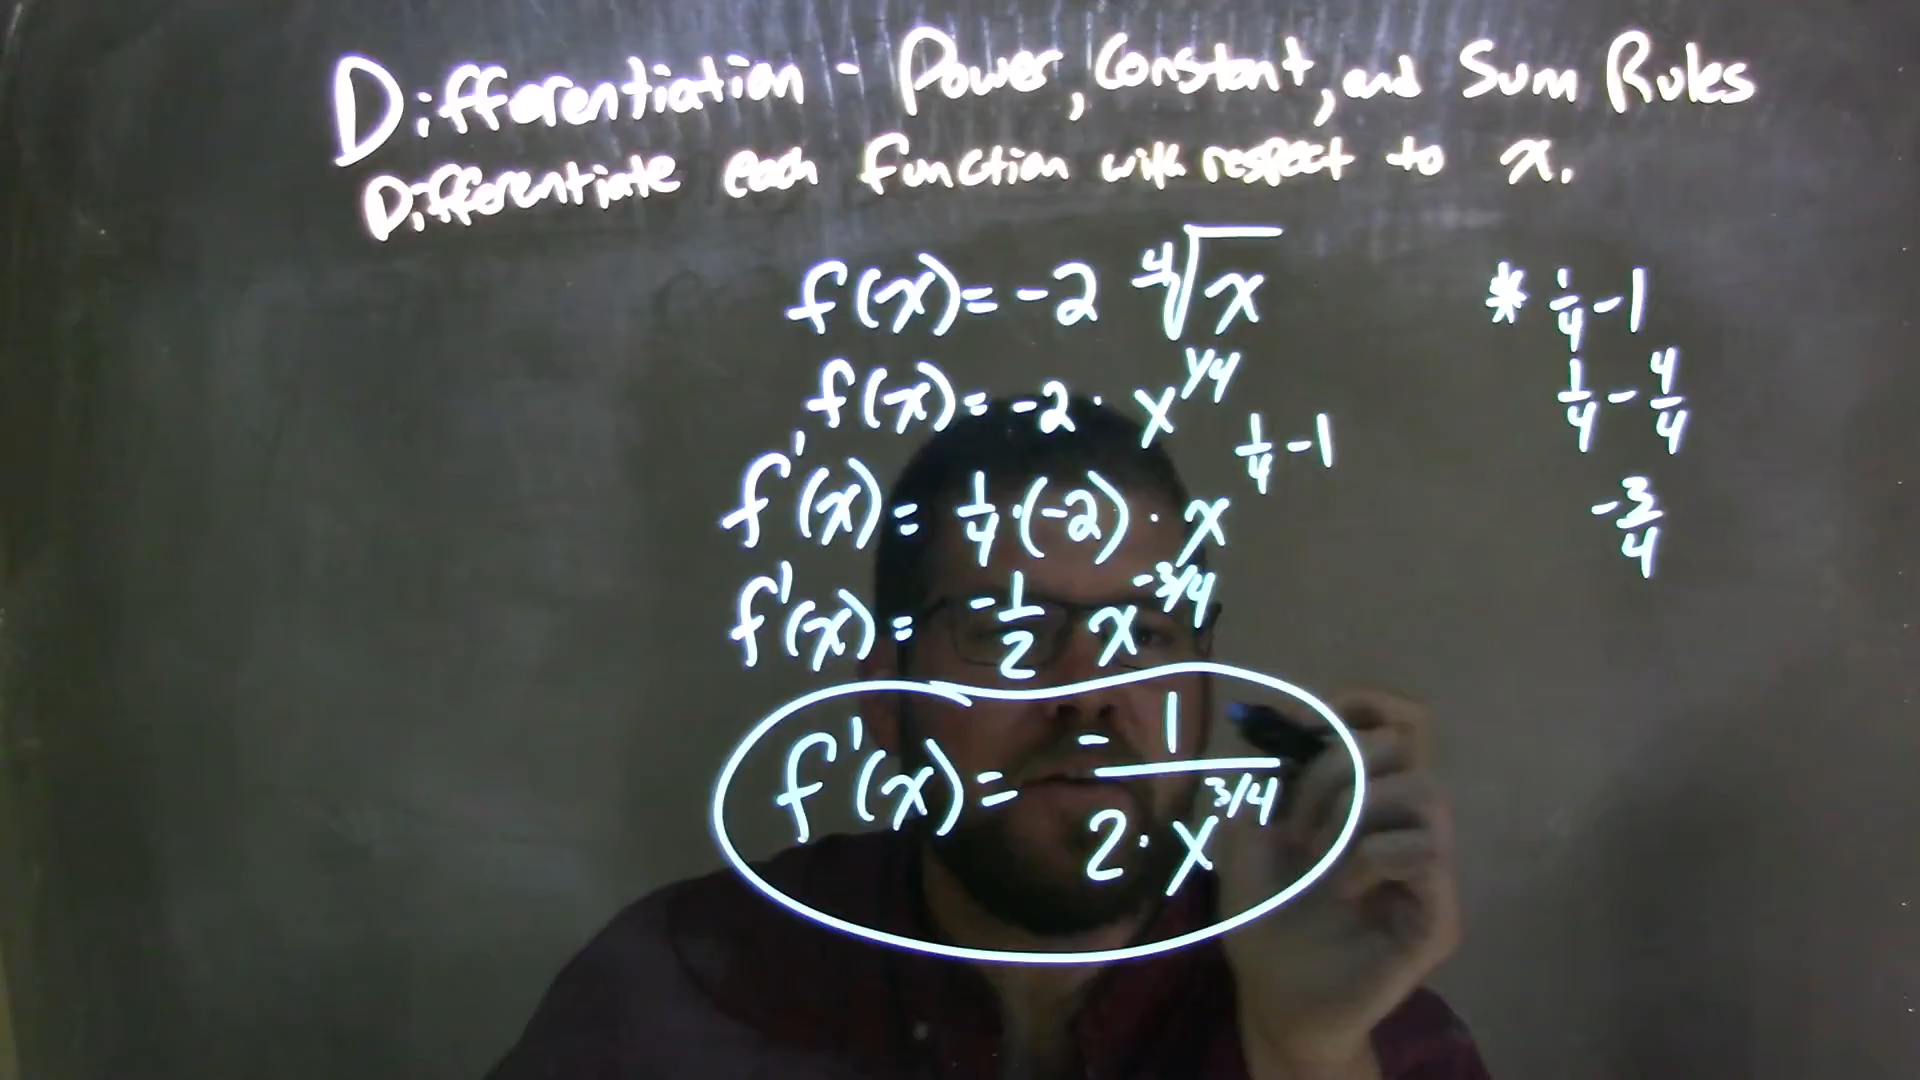 Differentiation - Power, Constant, and Sum Rules
Differentiate each function with respect to x.
f(x) = -2 ∜x
f(x) = -2 · x^1/4
f'(x) = 1/4 · (-2) · x^1/4 - 1
f'(x) = -1/2 x^-3/4
f'(x) = - 1/2 · x^3/4
* 1/4 - 1
1/4 - 4/4
-3/4